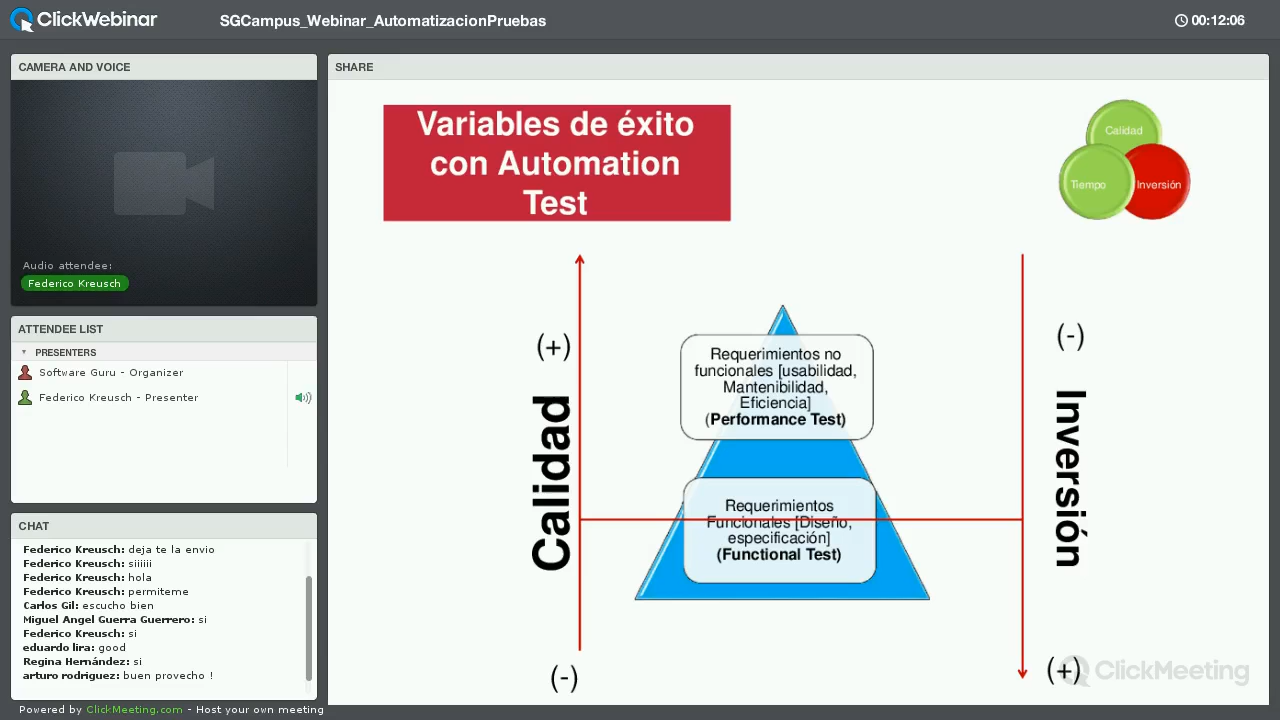 ClickWebinar
SGCampus_Webinar_AutomatizacionPruebas
00:12:06
CAMERA AND VOICE
Audio attendee:
Federico Kreusch
ATTENDEE LIST
PRESENTERS
Software Guru - Organizer
Federico Kreusch - Presenter
CHAT
Federico Kreusch: deja te la envio
Federico Kreusch: siiiiii
Federico Kreusch: hola
Federico Kreusch: permiteme
Carlos Gil: escucho bien
Miguel Angel Guerra Guerrero: si
Federico Kreusch: si
eduardo lira: good
Regina Hernández: si
arturo rodriguez: buen provecho !
Powered by ClickMeeting.com - Host your own meeting
SHARE
Variables de éxito
con Automation
Test
Calidad
Tiempo
Inversión
(+)
Calidad
(-)
Requerimientos no
funcionales [usabilidad,
Mantenibilidad,
Eficiencia]
(Performance Test)
Requerimientos
Funcionales [Diseño,
especificación]
(Functional Test)
(-)
Inversión
(+)
ClickMeeting